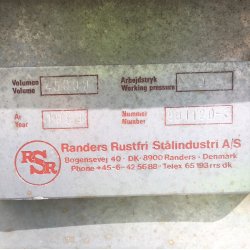 Volumen
Volume
Arbejdstryk
Working pressure
År
Year
Nummer
Number
RSR
Randers Rustfri Stålindustri A/S
Bogensevej 40 - DK-8900 Randers - Denmark
Phone +45-6-42 56 88 - Telex 65 193 rrs dk